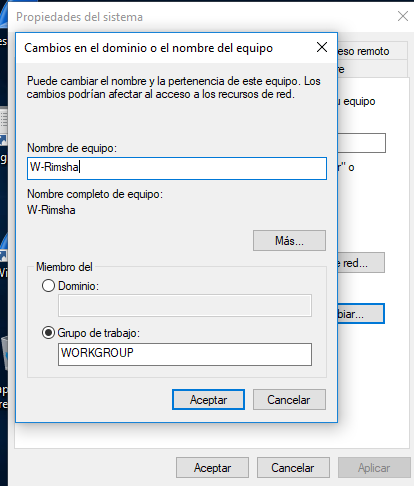 Propiedades del sistema
Cambios en el dominio o el nombre del equipo
eso remoto
Puede cambiar el nombre y la pertenencia de este equipo. Los
cambios podrían afectar al acceso a los recursos de red.
u equipo
Nombre de equipo:
W-Rimsha
r" o
Nombre completo de equipo:
W-Rimsha
Más...
e red...
Miembro del
Dominio:
biar...
Grupo de trabajo:
WORKGROUP
Aceptar
Cancelar
Aceptar
Cancelar
Aplicar